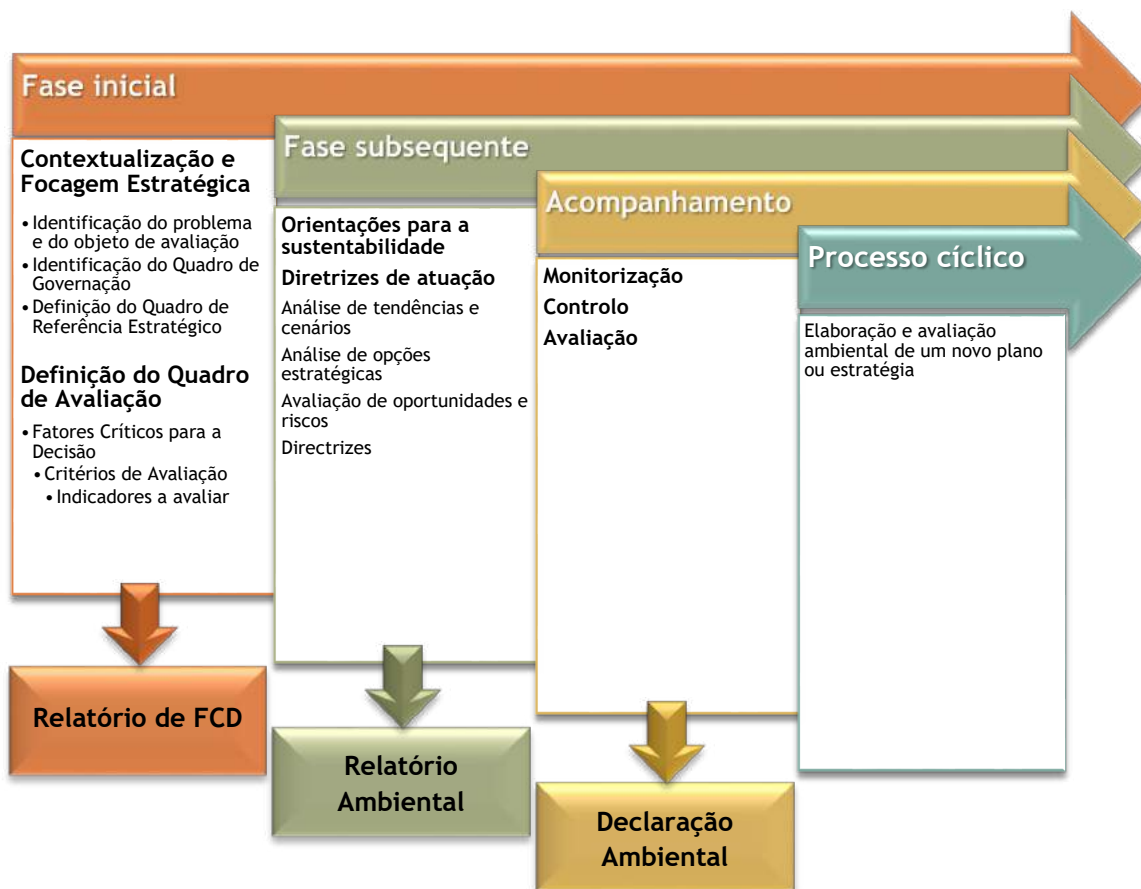 Fase inicial
Contextualização e
Focagem Estratégica
• Identificação do problema
e do objeto de avaliação
• Identificação do Quadro de
Governação
• Definição do Quadro de
Referência Estratégico
Definição do Quadro
de Avaliação
• Fatores Críticos para a
Decisão
• Critérios de Avaliação
• Indicadores a avaliar
Relatório de FCD
Fase subsequente
Orientações para a
sustentabilidade
Diretrizes de atuação
Análise de tendências e
cenários
Análise de opções
estratégicas
Avaliação de oportunidades e
riscos
Directrizes
Relatório
Ambiental
Acompanhamento
Monitorização
Controlo
Avaliação
Declaração
Ambiental
Processo cíclico
Elaboração e avaliação
ambiental de um novo plano
ou estratégia